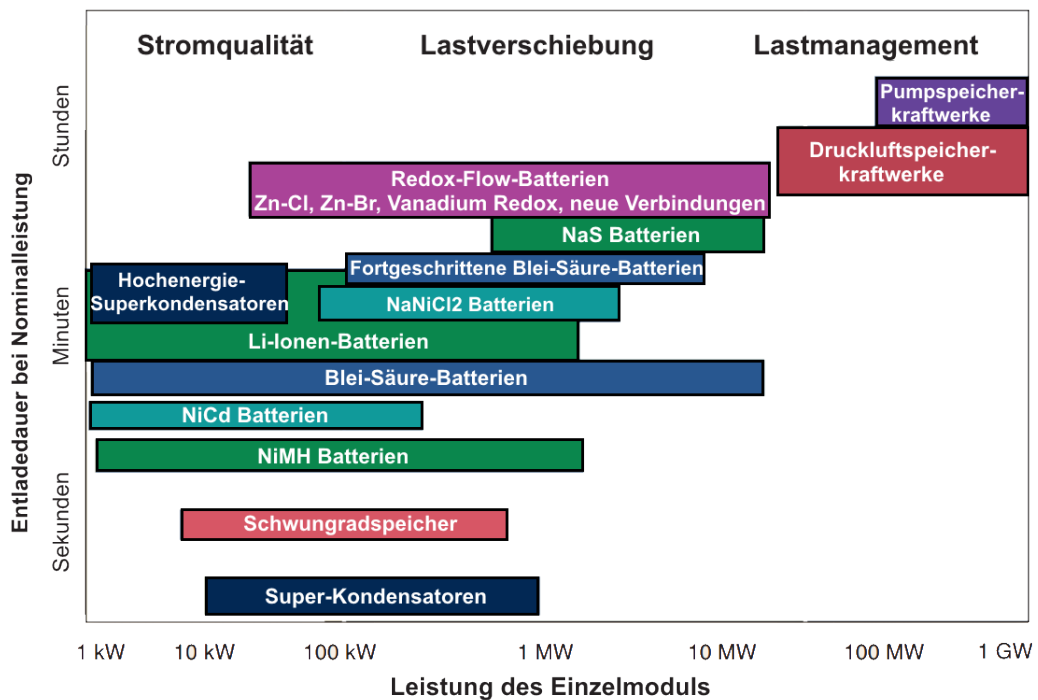 Stromqualität
Lastverschiebung
Lastmanagement
Pumpspeicher-
kraftwerke
Druckluftspeicher-
kraftwerke
Redox-Flow-Batterien
Zn-Cl, Zn-Br, Vanadium Redox, neue Verbindungen
NaS Batterien
Fortgeschrittene Blei-Säure-Batterien
Hochenergie-
Superkondensatoren
NaNiCl2 Batterien
Li-Ionen-Batterien
Blei-Säure-Batterien
NiCd Batterien
NiMH Batterien
Schwungradspeicher
Super-Kondensatoren
Entladedauer bei Nominalleistung
Stunden
Minuten
Sekunden
1 kW
10 kW
100 kW
1 MW
10 MW
100 MW
1 GW
Leistung des Einzelmoduls